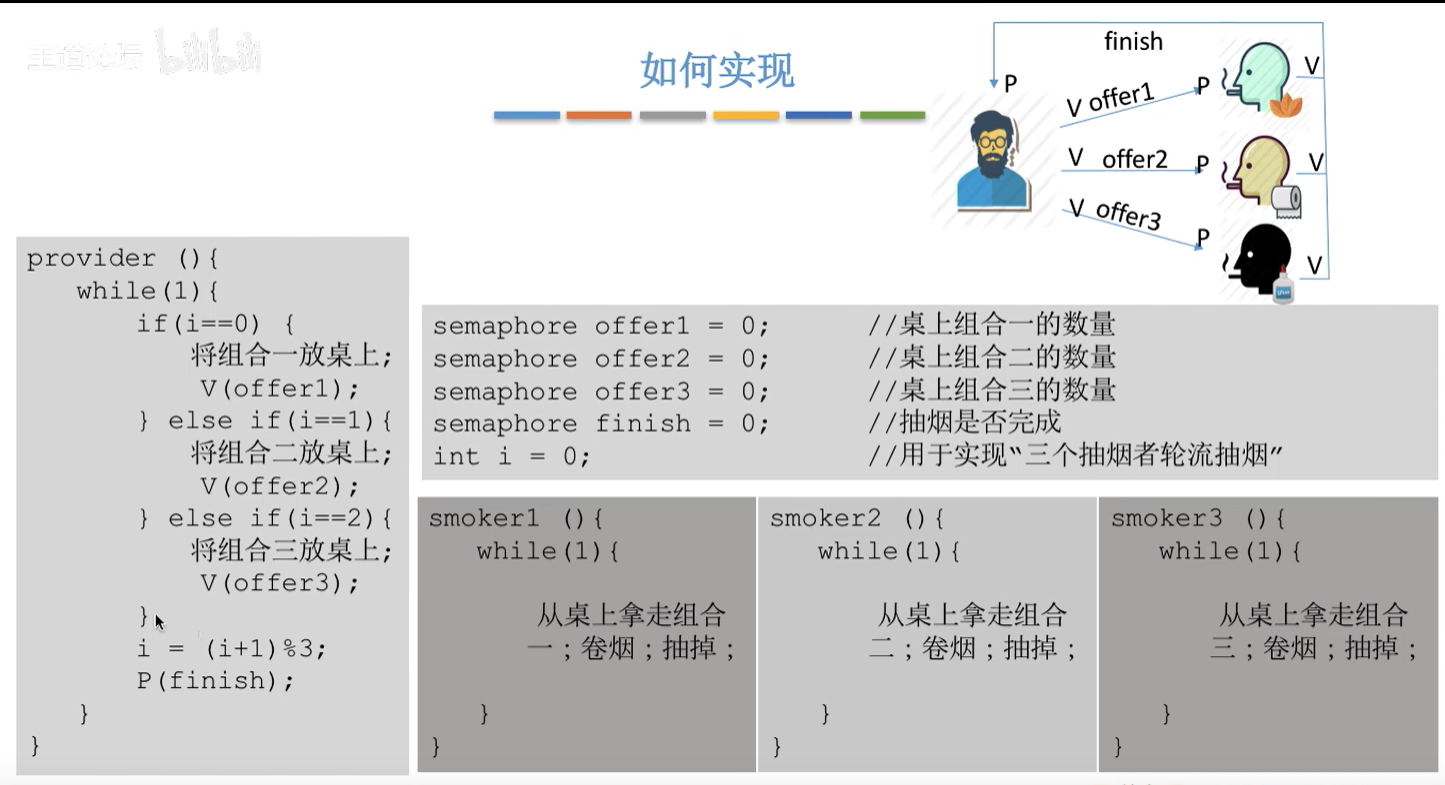 王道论坛 bilibili
如何实现
finish
P
V offer1 P
V
V offer2 P
V
V offer3 P
V
glue
provider (){
while(1){
if(i==0) {
将组合一放桌上;
V(offer1);
} else if(i==1){
将组合二放桌上;
V(offer2);
} else if(i==2){
将组合三放桌上;
V(offer3);
}
i = (i+1)%3;
P(finish);
}
}
semaphore offer1 = 0; //桌上组合一的数量
semaphore offer2 = 0; //桌上组合二的数量
semaphore offer3 = 0; //桌上组合三的数量
semaphore finish = 0; //抽烟是否完成
int i = 0; //用于实现“三个抽烟者轮流抽烟”
smoker1 (){
while(1){
从桌上拿走组合
一；卷烟；抽掉；
}
}
smoker2 (){
while(1){
从桌上拿走组合
二；卷烟；抽掉；
}
}
smoker3 (){
while(1){
从桌上拿走组合
三；卷烟；抽掉；
}
}